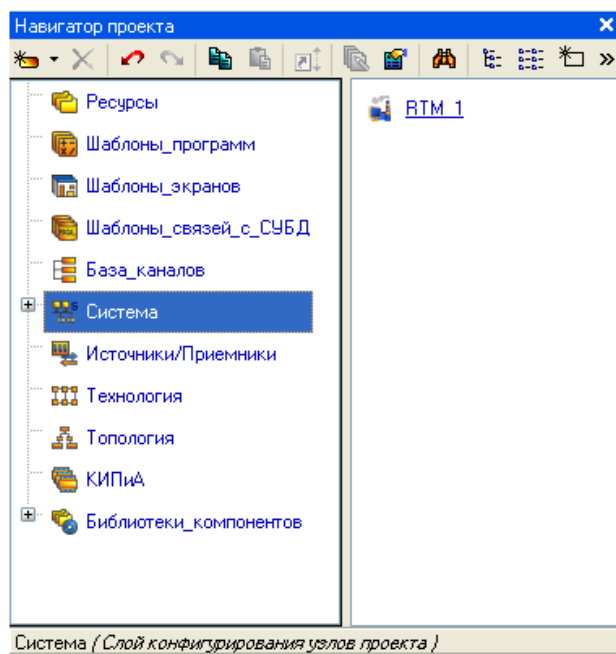 Навигатор проекта
Ресурсы
RTM_1
Шаблоны_программ
Шаблоны_экранов
Шаблоны_связей_с_СУБД
База_каналов
Система
Источники/Приемники
Технология
Топология
КИПиА
Библиотеки_компонентов
Система ( Слой конфигурирования узлов проекта )